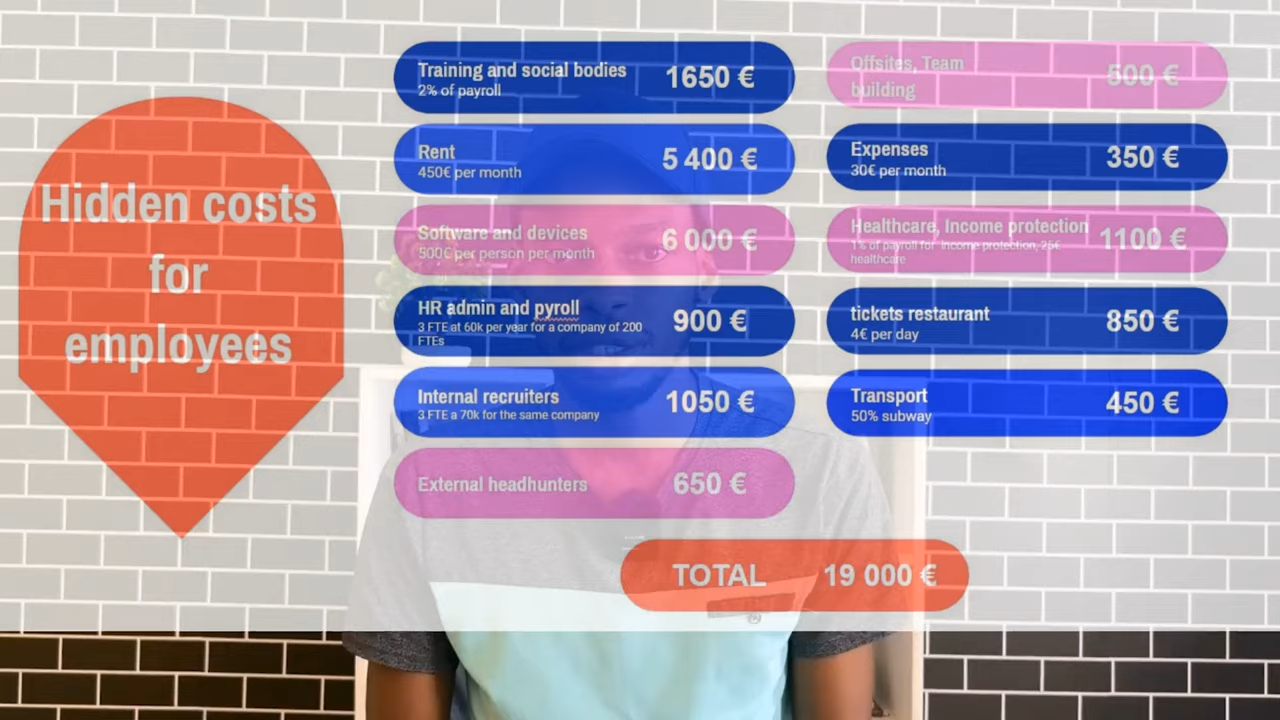 Hidden costs
for
employees
Training and social bodies
1650 €
2% of payroll
Rent
5 400 €
450€ per month
Software and devices
6 000 €
500€ per person per month
HR admin and pyroll
900 €
3 FTE at 60k per year for a company of 200
FTEs
Internal recruiters
1050 €
3 FTE a 70k for the same company
External headhunters
650 €
Offsites, Team
building
500 €
Expenses
350 €
30€ per month
Healthcare, Income protection
1100 €
1% of payroll for Income protection, 25€
healthcare
tickets restaurant
850 €
4€ per day
Transport
450 €
50% subway
TOTAL
19 000 €